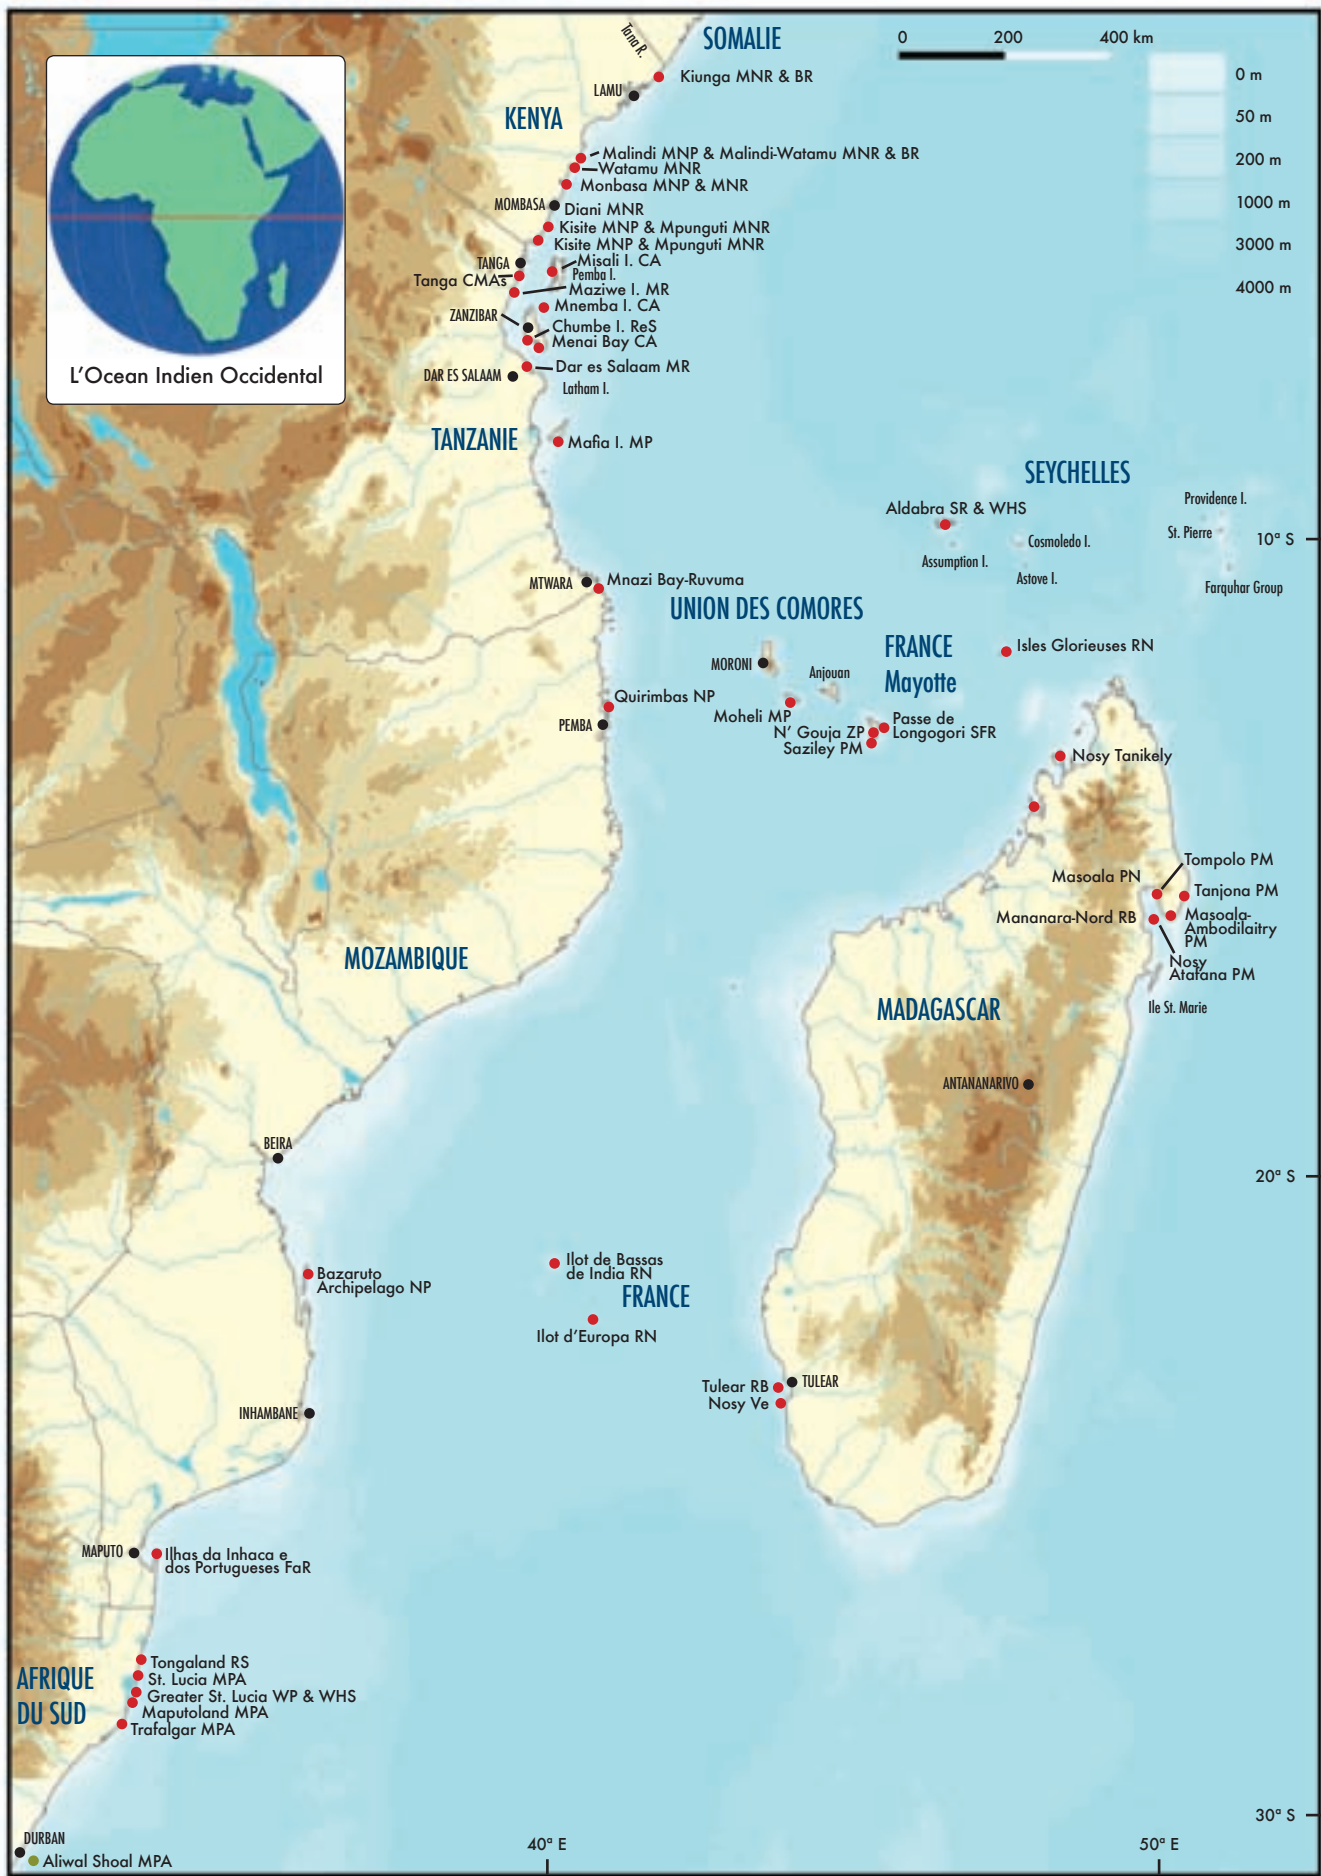 Tana R.
SOMALIE
0 200 400 km
Kiunga MNR & BR
0 m
LAMU
50 m
KENYA
Malindi MNP & Malindi-Watamu MNR & BR
200 m
Watamu MNR
Monbasa MNP & MNR
1000 m
MOMBASA
Diani MNR
Kisite MNP & Mpunguti MNR
Kisite MNP & Mpunguti MNR
3000 m
TANGA
Misali I. CA
Pemba I.
Tanga CMAs
4000 m
Maziwe I. MR
Mnemba I. CA
ZANZIBAR
Chumbe I. ReS
Menai Bay CA
L'Ocean Indien Occidental
Dar es Salaam MR
DAR ES SALAAM
Latham I.
TANZANIE
Mafia I. MP
SEYCHELLES
Providence I.
Aldabra SR & WHS
St. Pierre
10° S
Cosmoledo I.
Assumption I.
Astove I.
Farquhar Group
MTWARA
Mnazi Bay-Ruvuma
UNION DES COMORES
FRANCE
Mayotte
Isles Glorieuses RN
MORONI
Anjouan
Quirimbas NP
Moheli MP
PEMBA
Passe de
Longogori SFR
N' Gouja ZP
Saziley PM
Nosy Tanikely
Tompolo PM
Masoala PN
Tanjona PM
Mananara-Nord RB
Masoala-
Ambodilaitry
PM
Nosy
Atafana PM
MOZAMBIQUE
MADAGASCAR
Ile St. Marie
ANTANANARIVO
BEIRA
20° S
Ilot de Bassas
de India RN
Bazaruto
Archipelago NP
FRANCE
Ilot d'Europa RN
Tulear RB
TULEAR
Nosy Ve
INHAMBANE
MAPUTO
Ilhas da Inhaca e
dos Portugueses FaR
Tongaland RS
AFRIQUE
DU SUD
St. Lucia MPA
Greater St. Lucia WP & WHS
Maputoland MPA
Trafalgar MPA
30° S
DURBAN
40° E
50° E
Aliwal Shoal MPA